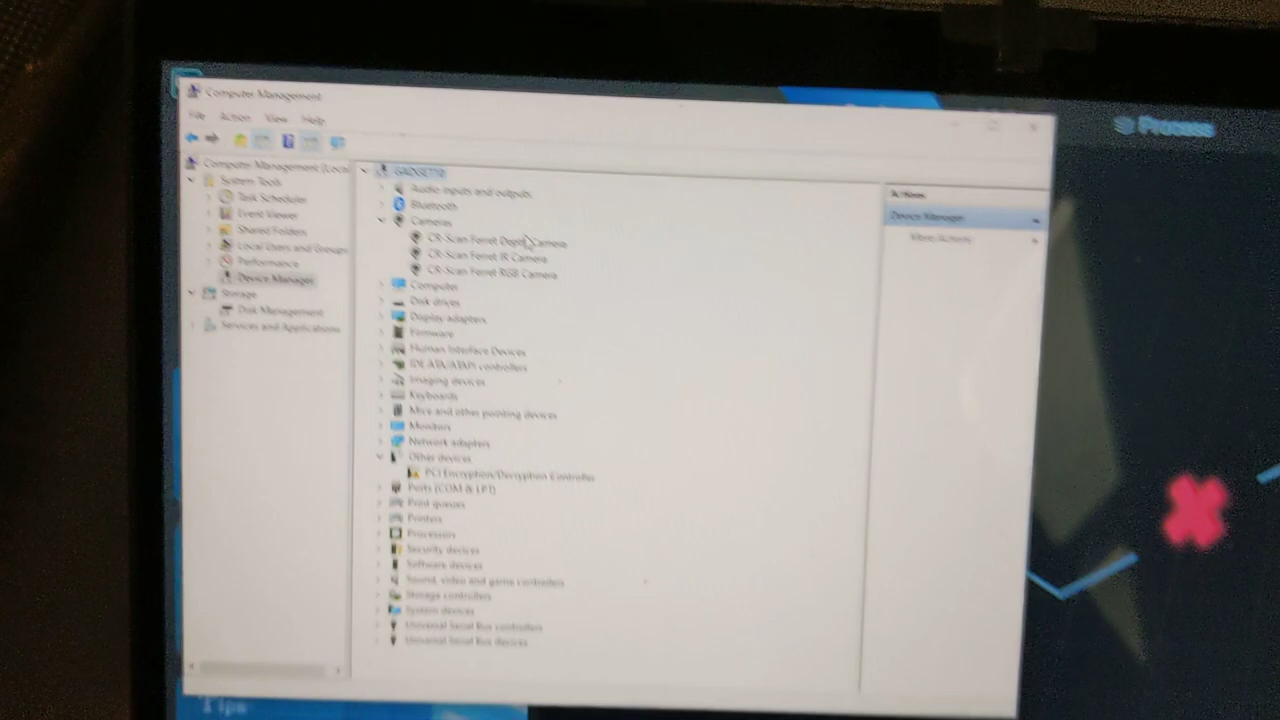 Computer Management
File Action View Help
Computer Management (Local
System Tools
Task Scheduler
Event Viewer
Shared Folders
Local Users and Groups
Performance
Device Manager
Storage
Disk Management
Services and Applications
Audio inputs and outputs
Bluetooth
Cameras
CR-Scan Ferret Depth Camera
CR-Scan Ferret IR Camera
CR-Scan Ferret RGB Camera
Computer
Disk drives
Display adapters
Firmware
Human Interface Devices
IDE ATA/ATAPI controllers
Imaging devices
Keyboards
Mice and other pointing devices
Monitors
Network adapters
Other devices
PCI Encryption/Decryption Controller
Ports (COM & LPT)
Print queues
Printers
Processors
Security devices
Software devices
Sound, video and game controllers
Storage controllers
System devices
Universal Serial Bus controllers
Universal Serial Bus devices
Actions
Device Manager
More Actions
Process
Tips